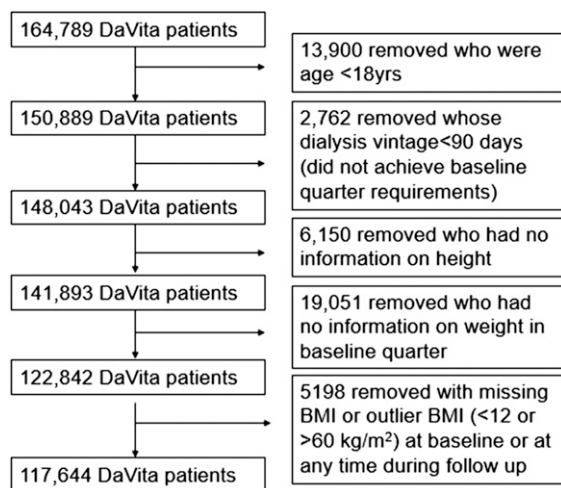 164,789 DaVita patients
13,900 removed who were
age <18yrs
150,889 DaVita patients
2,762 removed whose
dialysis vintage<90 days
(did not achieve baseline
quarter requirements)
148,043 DaVita patients
6,150 removed who had no
information on height
141,893 DaVita patients
19,051 removed who had
no information on weight in
baseline quarter
122,842 DaVita patients
5198 removed with missing
BMI or outlier BMI (<12 or
>60 kg/m²) at baseline or at
any time during follow up
117,644 DaVita patients